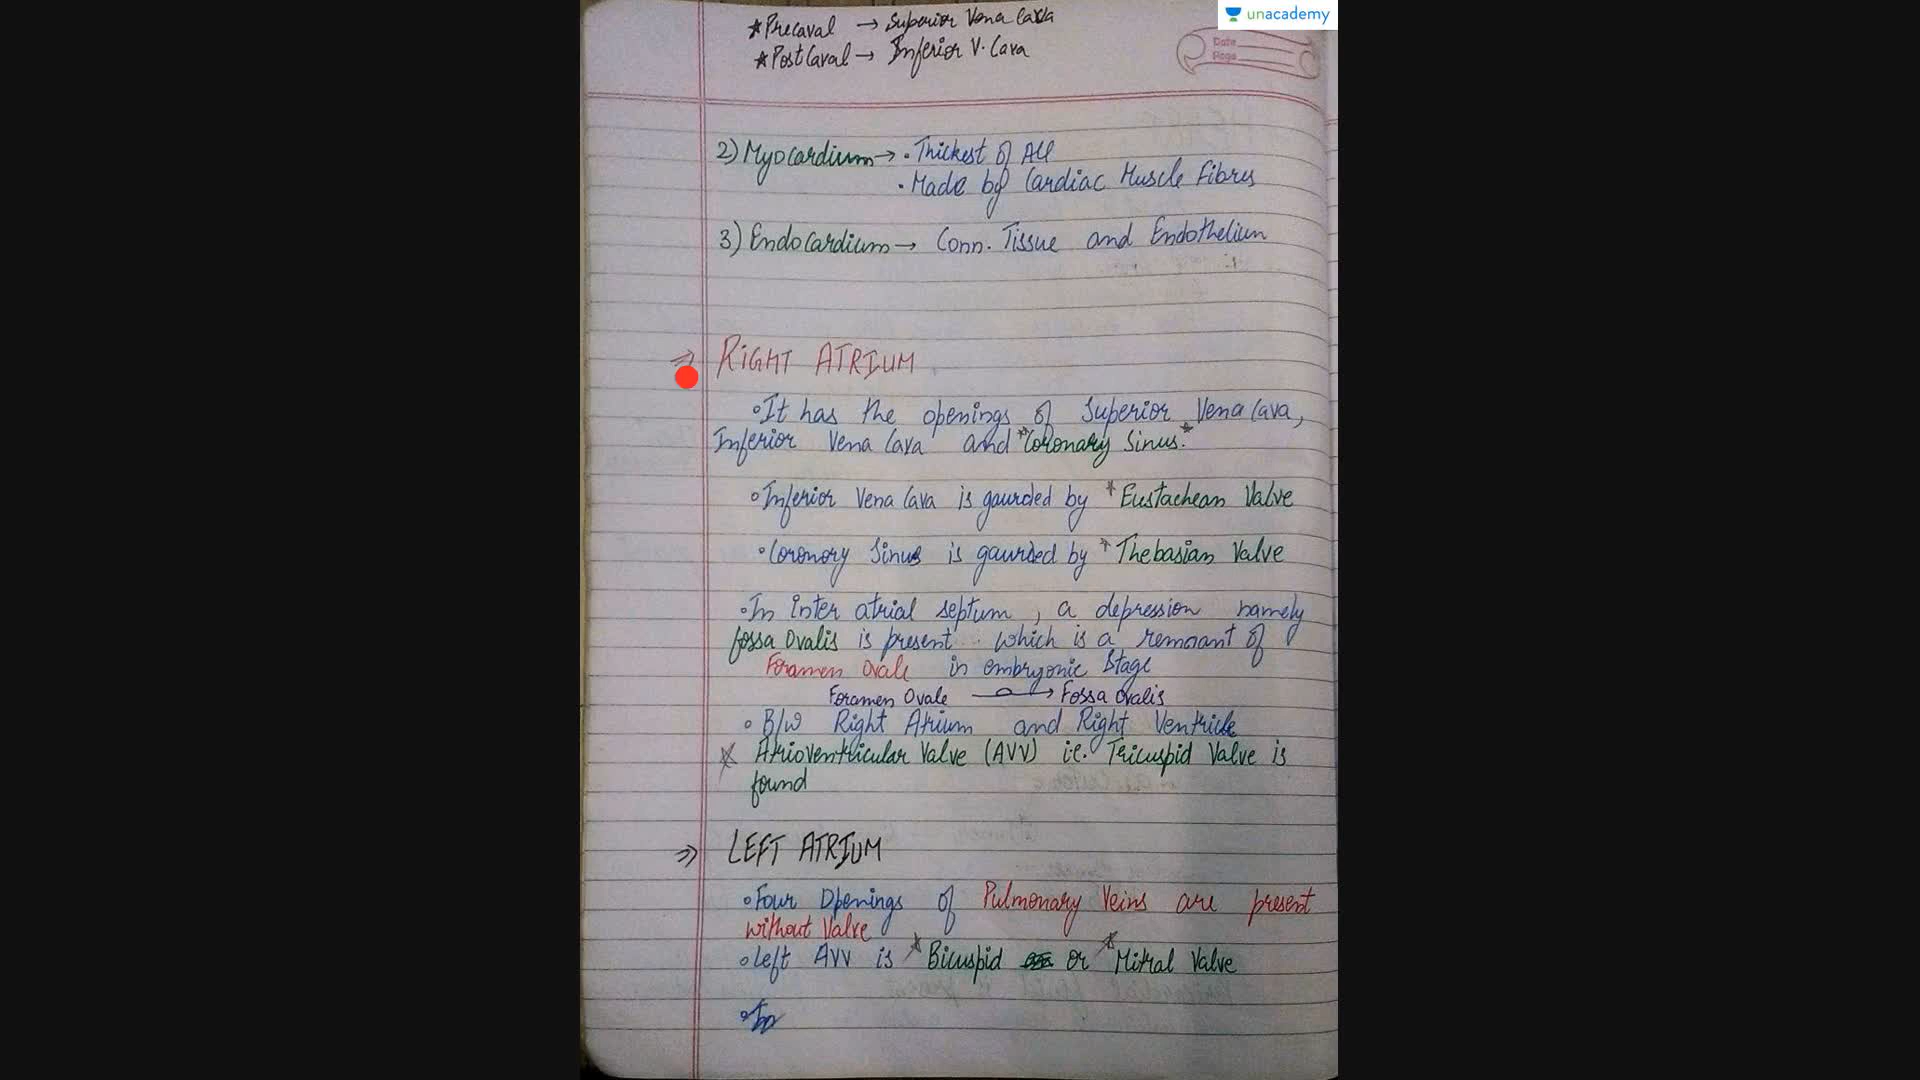 unacademy
★Precaval → Superior Vena Cava
★Postcaval → Inferior V. Cava
Date
Page
2) Myocardium → • Thickest of All
• Made by Cardiac Muscle Fibres
3) Endocardium → Conn. Tissue and Endothelium
⇒ RIGHT ATRIUM
• It has the openings of Superior Vena Cava,
Inferior Vena Cava and *Coronary Sinus.*
• Inferior Vena Cava is gaurded by *Eustachean Valve
• Coronory Sinus is gaurded by *Thebasian Valve
• In inter atrial septum, a depression namely
fossa Ovalis is present.. which is a remnant of
Foramen Ovale in embryonic Stage
Foramen Ovale → Fossa Ovalis
• B/w Right Atrium and Right Ventricle
* Atrioventricular Valve (AVV) i.e. Tricuspid Valve is
found
⇒ LEFT ATRIUM
• Four Openings of Pulmonary Veins are present
without Valve
• Left AVV is *Bicuspid or *Mitral Valve